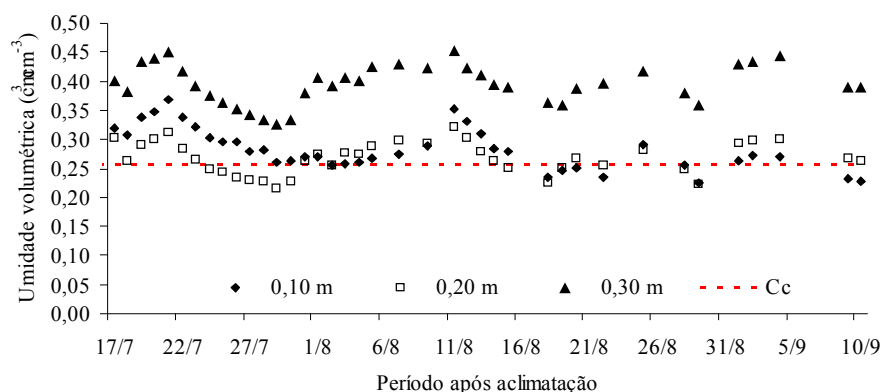 0,50
0,45
0,40
0,35
0,30
0,25
0,20
0,15
0,10
0,05
0,00
Umidade volumétrica
0,10 m 0,20 m 0,30 m Cc
17/7 22/7 27/7 1/8 6/8 11/8 16/8 21/8 26/8 31/8 5/9 10/9
Período após aclimatação